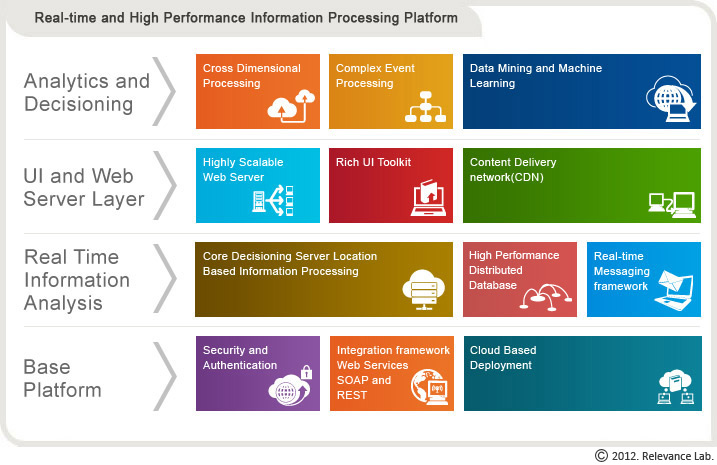 Real-time and High Performance Information Processing Platform
Analytics and
Decisioning
Cross Dimensional
Processing
Complex Event
Processing
Data Mining and Machine
Learning
UI and Web
Server Layer
Highly Scalable
Web Server
Rich UI Toolkit
Content Delivery
network(CDN)
Real Time
Information
Analysis
Core Decisioning Server Location
Based Information Processing
High Performance
Distributed
Database
Real-time
Messaging
framework
Base
Platform
Security and
Authentication
Integration framework
Web Services
SOAP and
REST
Cloud Based
Deployment
© 2012. Relevance Lab.